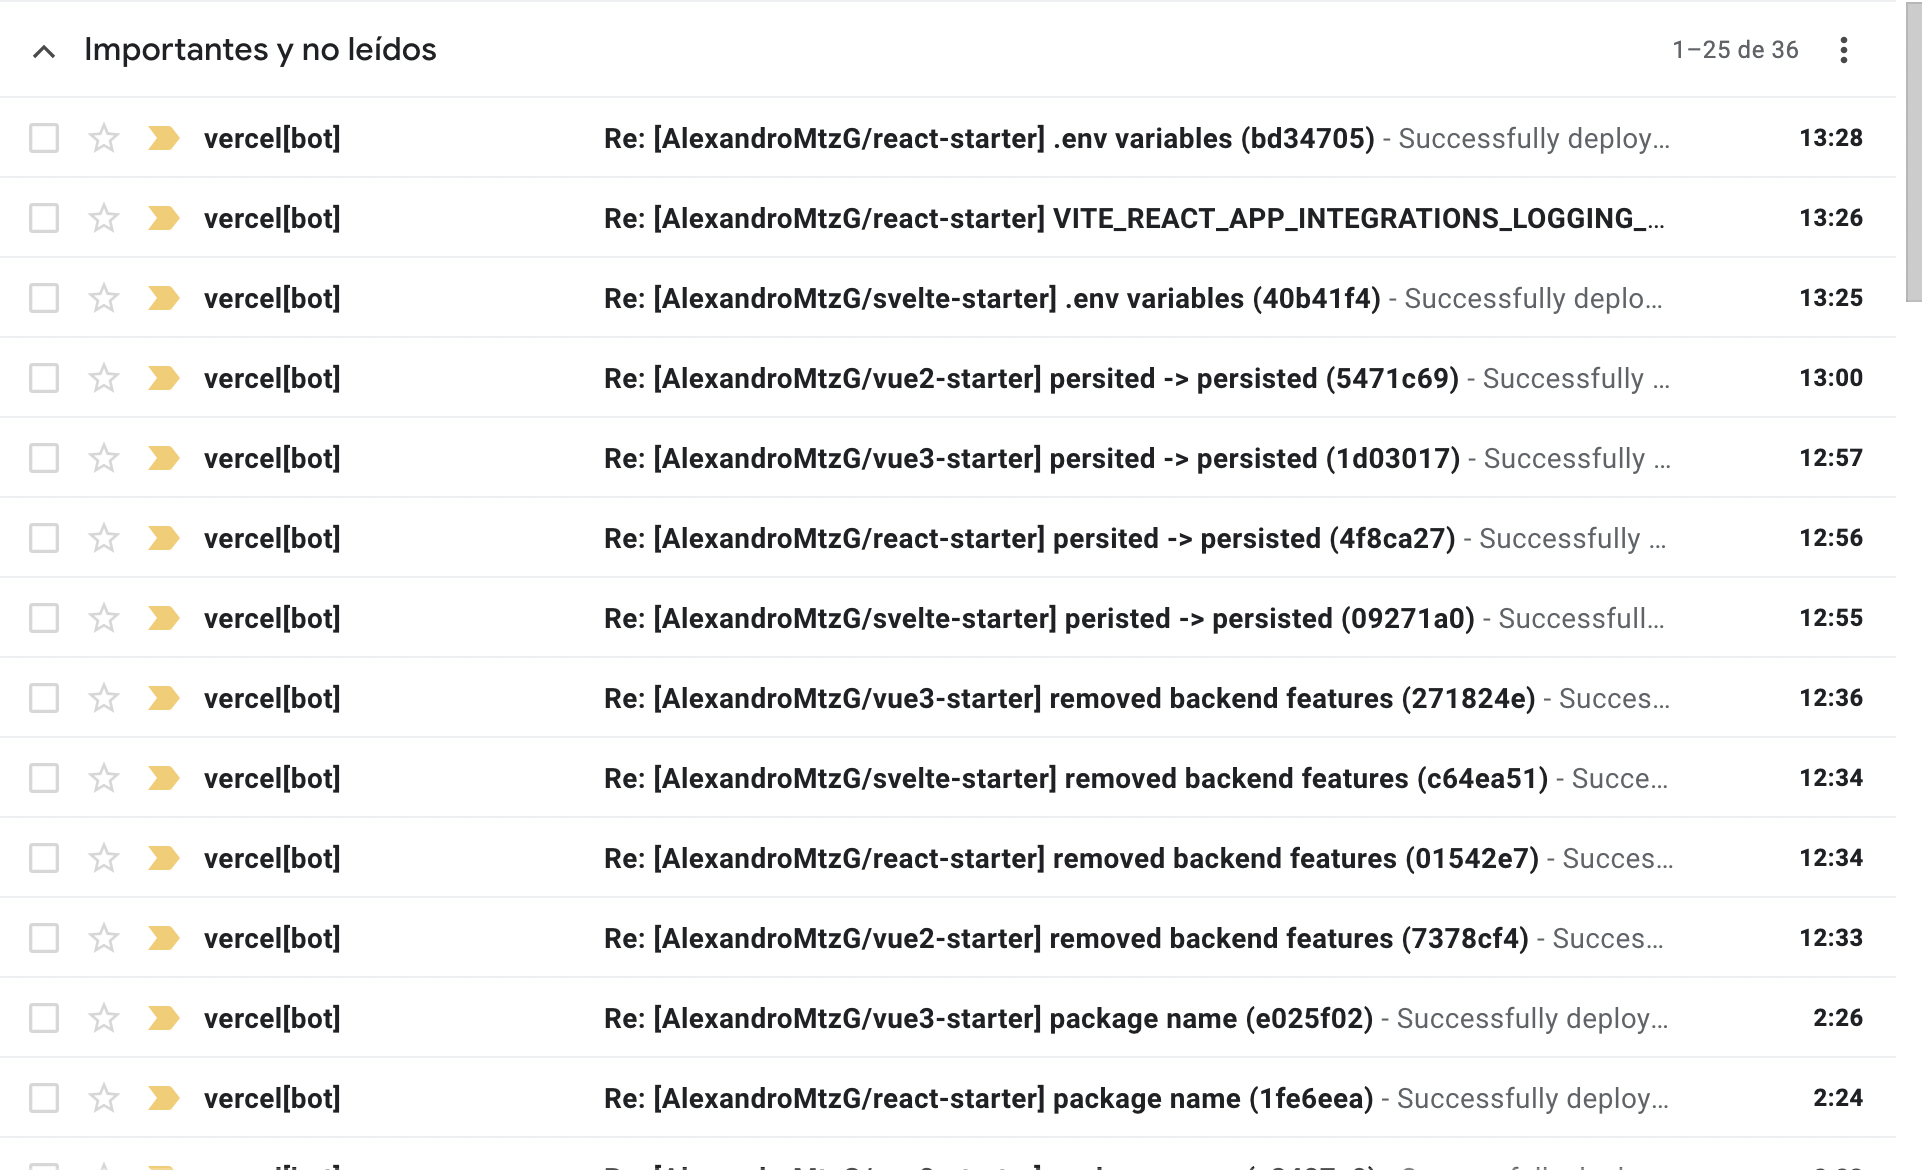 Importantes y no leídos 1–25 de 36
vercel[bot] Re: [AlexandroMtzG/react-starter] .env variables (bd34705) - Successfully deploy... 13:28
vercel[bot] Re: [AlexandroMtzG/react-starter] VITE_REACT_APP_INTEGRATIONS_LOGGING_... 13:26
vercel[bot] Re: [AlexandroMtzG/svelte-starter] .env variables (40b41f4) - Successfully deplo... 13:25
vercel[bot] Re: [AlexandroMtzG/vue2-starter] persited -> persisted (5471c69) - Successfully ... 13:00
vercel[bot] Re: [AlexandroMtzG/vue3-starter] persited -> persisted (1d03017) - Successfully ... 12:57
vercel[bot] Re: [AlexandroMtzG/react-starter] persited -> persisted (4f8ca27) - Successfully ... 12:56
vercel[bot] Re: [AlexandroMtzG/svelte-starter] peristed -> persisted (09271a0) - Successfull... 12:55
vercel[bot] Re: [AlexandroMtzG/vue3-starter] removed backend features (271824e) - Succes... 12:36
vercel[bot] Re: [AlexandroMtzG/svelte-starter] removed backend features (c64ea51) - Succe... 12:34
vercel[bot] Re: [AlexandroMtzG/react-starter] removed backend features (01542e7) - Succes... 12:34
vercel[bot] Re: [AlexandroMtzG/vue2-starter] removed backend features (7378cf4) - Succes... 12:33
vercel[bot] Re: [AlexandroMtzG/vue3-starter] package name (e025f02) - Successfully deploy... 2:26
vercel[bot] Re: [AlexandroMtzG/react-starter] package name (1fe6eea) - Successfully deploy... 2:24